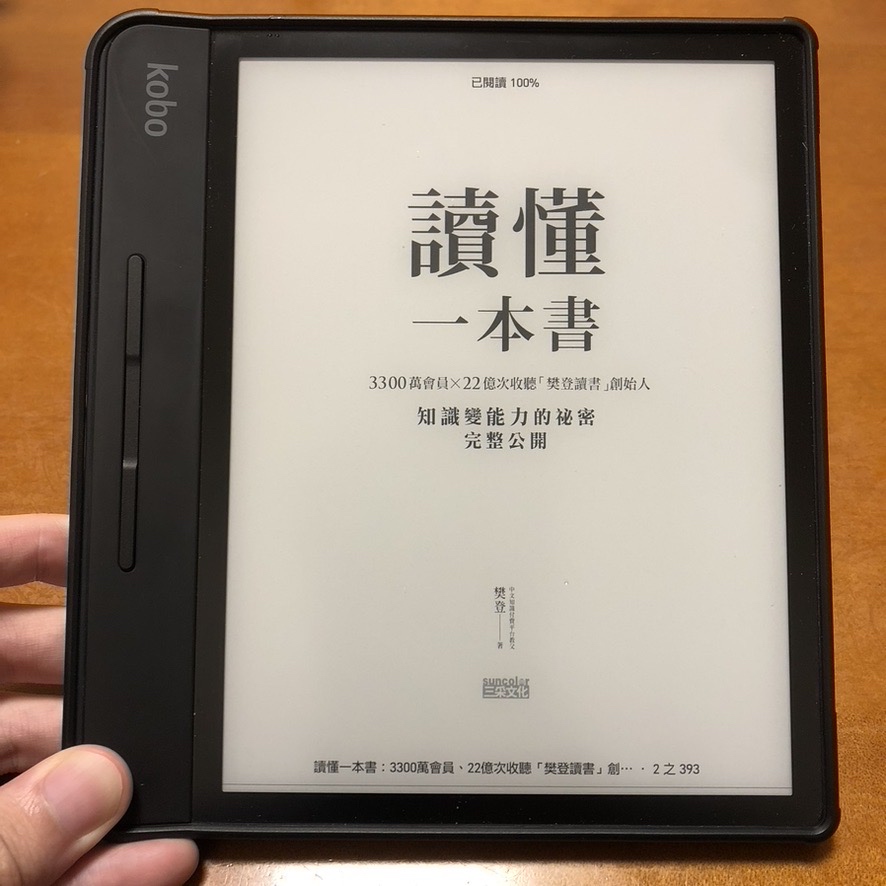 kobo
已閱讀 100%
讀懂
一本書
3300萬會員×22億次收聽「樊登讀書」創始人
知識變能力的祕密
完整公開
中文知識付費平台教父
樊登——著
suncolor
三采文化
讀懂一本書：3300萬會員、22億次收聽「樊登讀書」創… · 2 之 393